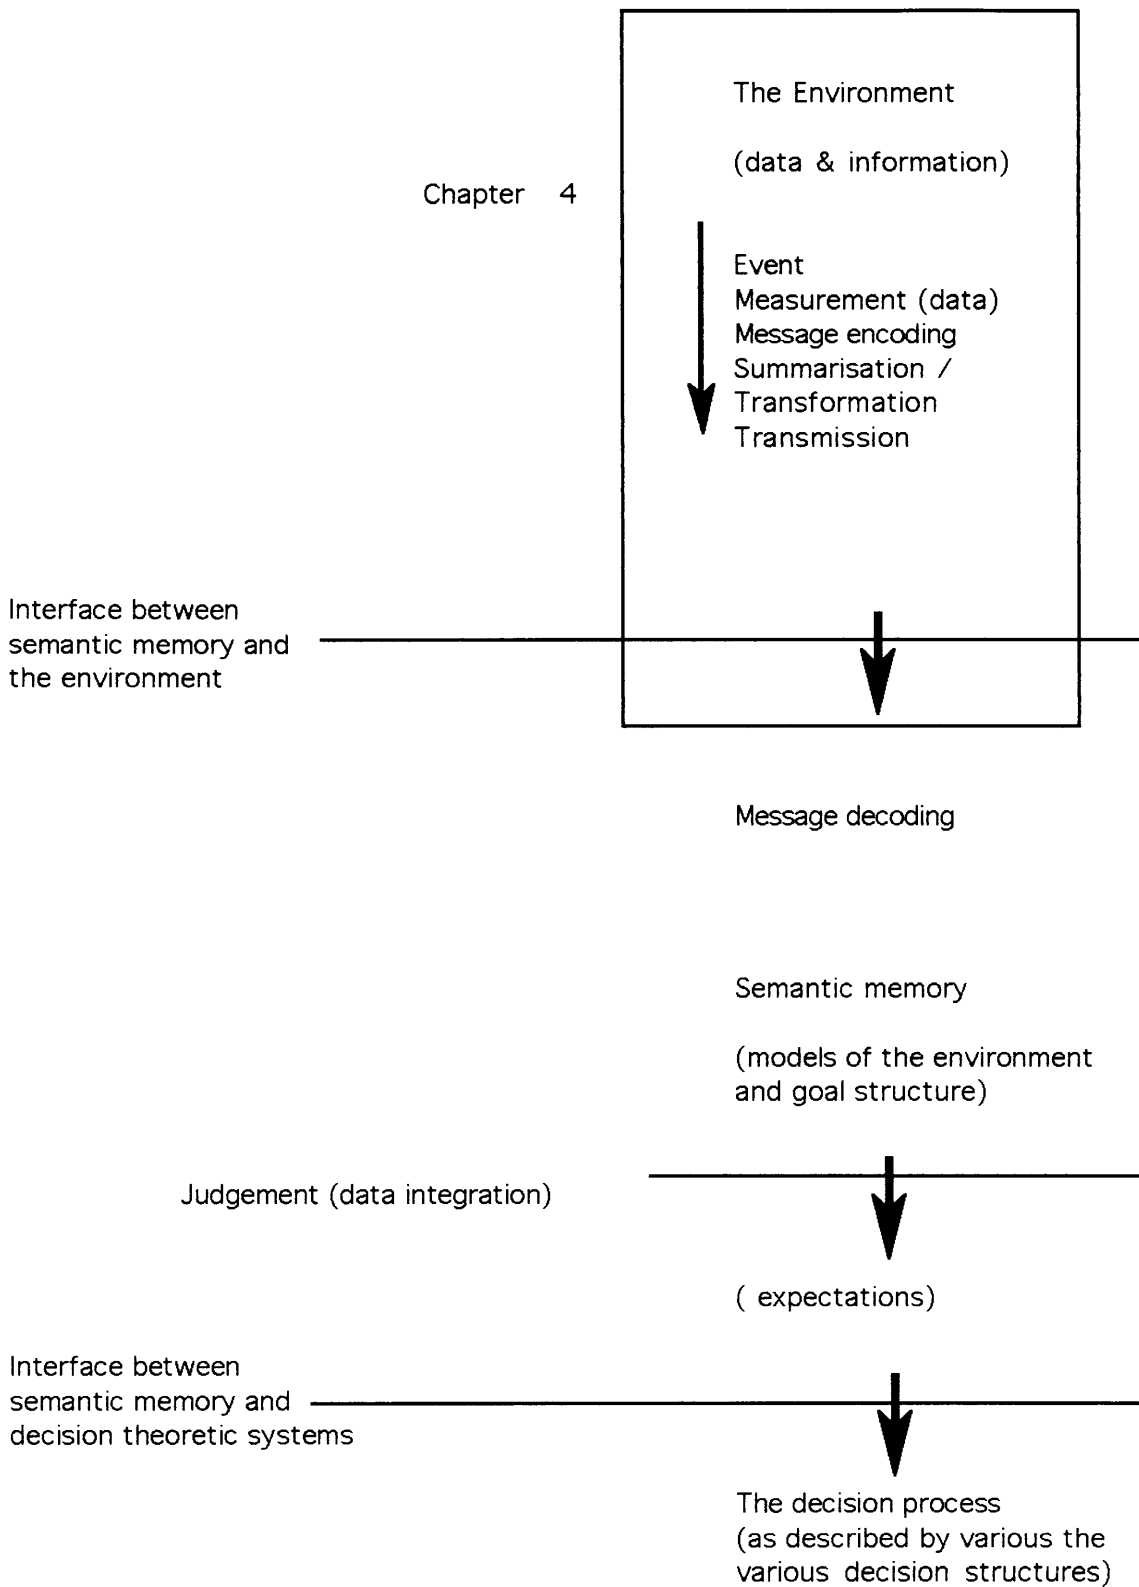 The Environment
(data & information)
Chapter 4
Event
Measurement (data)
Message encoding
Summarisation /
Transformation
Transmission
Interface between
semantic memory and
the environment
Message decoding
Semantic memory
(models of the environment
and goal structure)
Judgement (data integration)
( expectations)
Interface between
semantic memory and
decision theoretic systems
The decision process
(as described by various the
various decision structures)